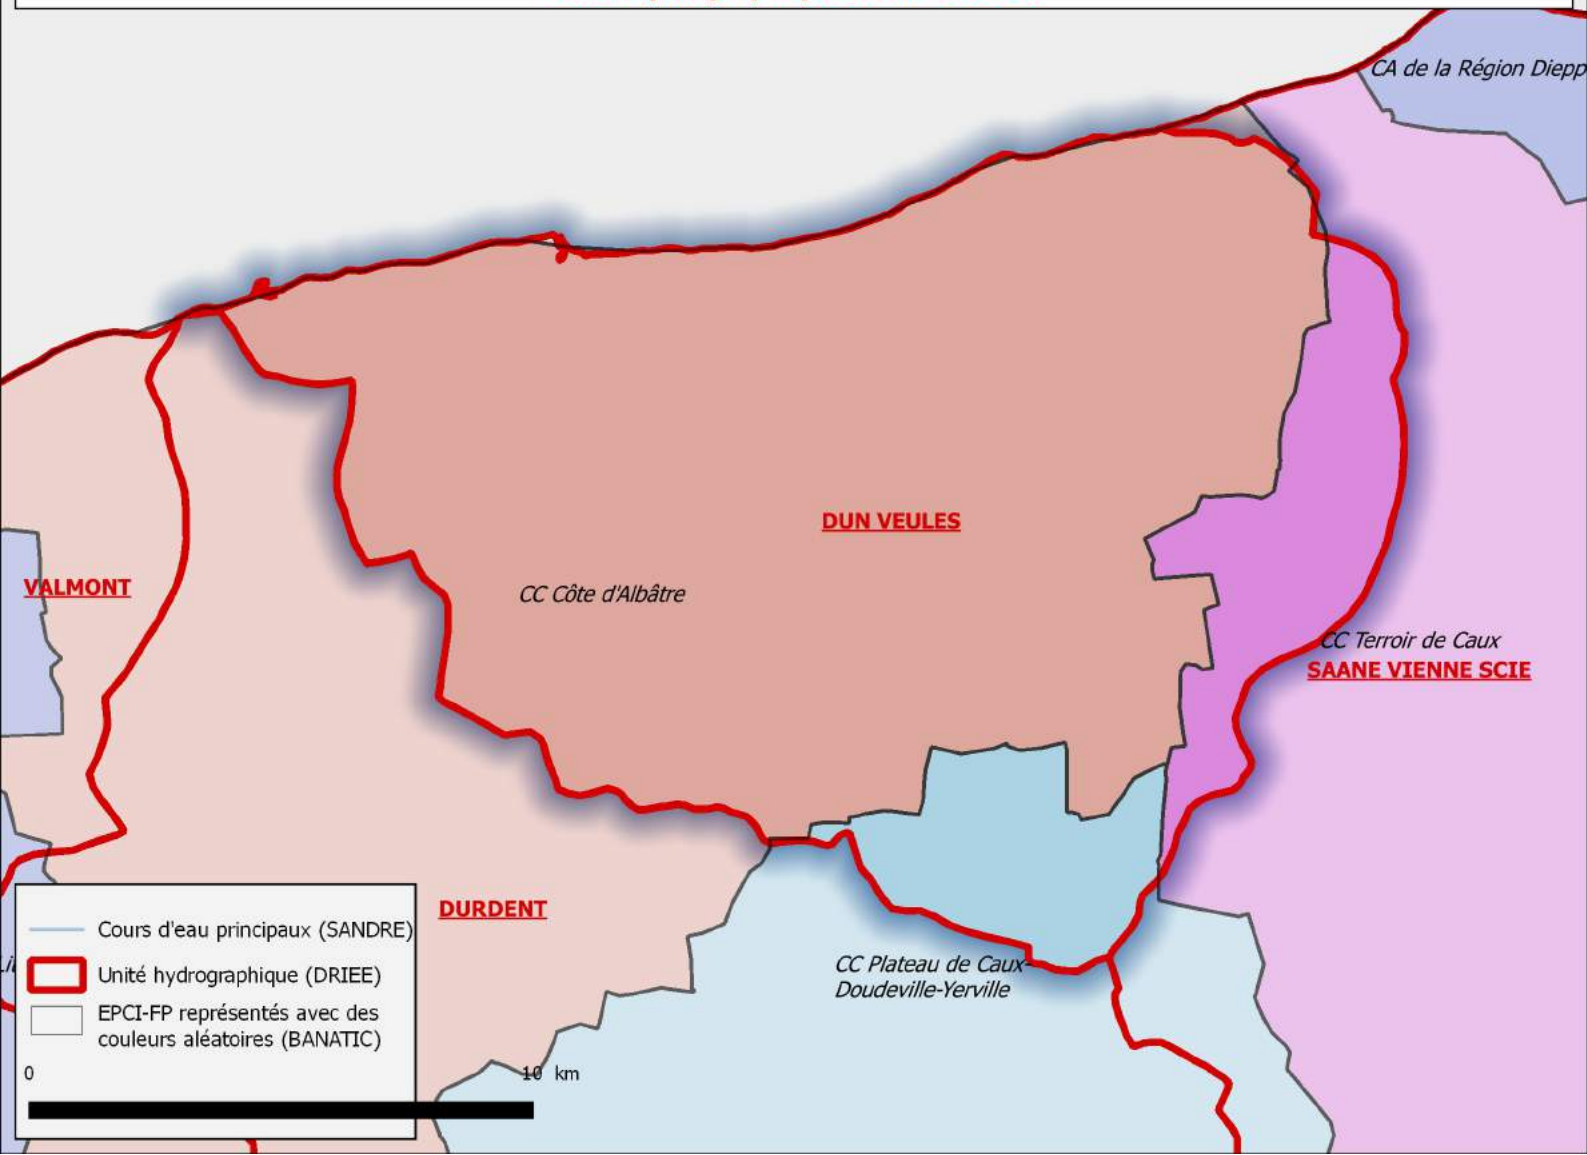 CA de la Région Diepp
DUN VEULES
VALMONT
CC Côte d'Albâtre
CC Terroir de Caux
SAANE VIENNE SCIE
DURDENT
CC Plateau de Caux-
Doudeville-Yerville
Cours d'eau principaux (SANDRE)
Unité hydrographique (DRIEE)
EPCI-FP représentés avec des
couleurs aléatoires (BANATIC)
0 10 km